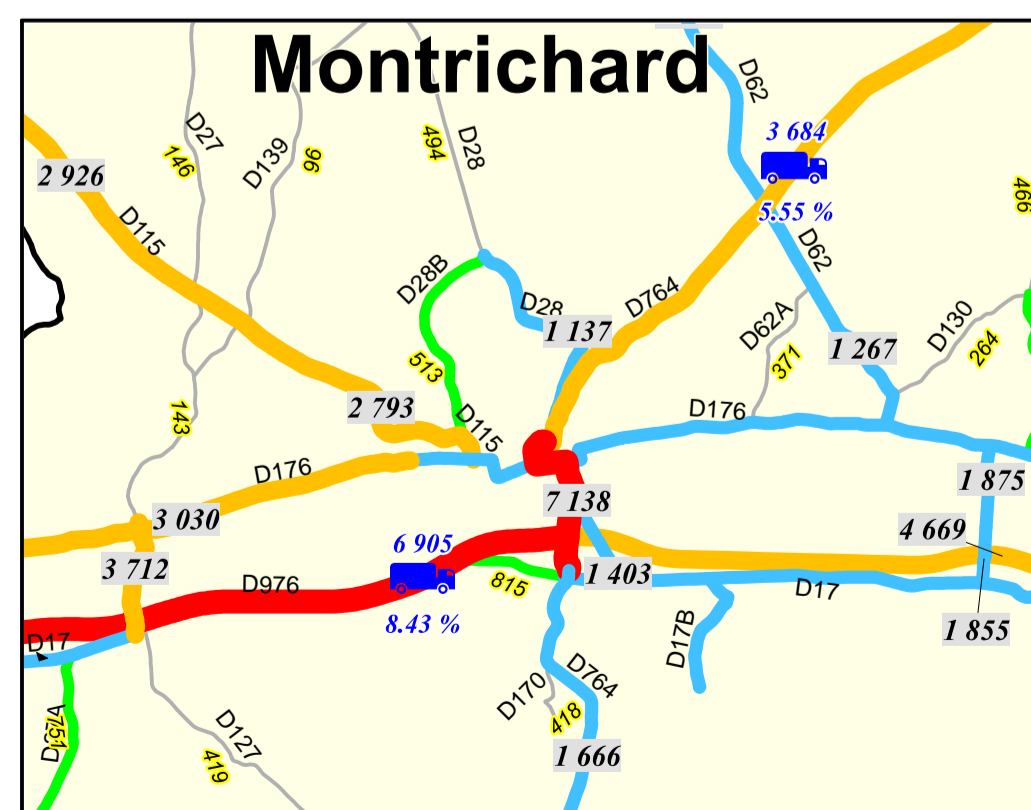 Montrichard
D62
D27
146
D139
96
494
D28
3 684
5.55 %
2 926
466
D115
D62
D28B
D28
D764
1 137
D62A
371
1 267
D130
264
513
2 793
D115
143
D176
D176
1 875
3 030
7 138
4 669
6 905
3 712
D976
815
1 403
D17
8.43 %
1 855
D17
D17B
D764
D170
418
751
D127
419
1 666